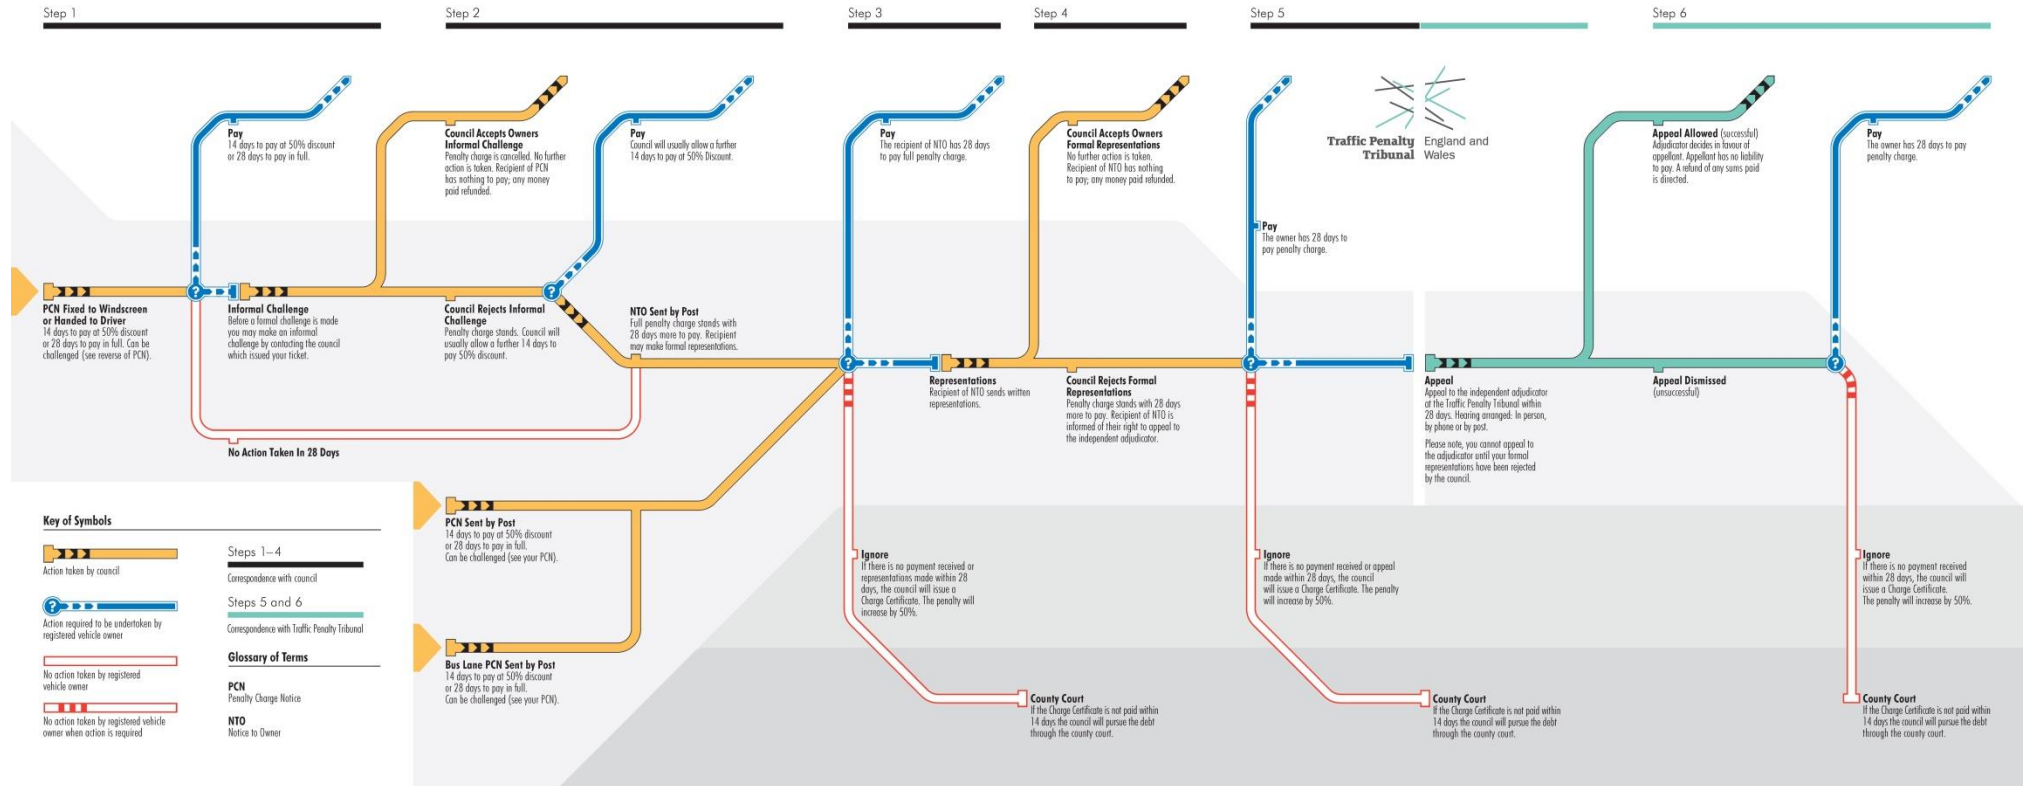 Step 1
Step 2
Step 3
Step 4
Step 5
Step 6
Pay
14 days to pay at 50% discount
or 28 days to pay in full.
Council Accepts Owners
Informal Challenge
Penalty charge is cancelled. No further
action is taken. Recipient of PCN
has nothing to pay; any money
paid refunded.
Pay
Council will usually allow a further
14 days to pay at 50% Discount.
Pay
The recipient of NTO has 28 days
to pay full penalty charge.
Council Accepts Owners
Formal Representations
No further action is taken.
Recipient of NTO has nothing
to pay; any money paid refunded.
Pay
The owner has 28 days to
pay penalty charge.
Traffic Penalty
Tribunal
England and
Wales
Appeal Allowed (successful)
Adjudicator decides in favour of
appellant. Appellant has no liability
to pay. A refund of any sums paid
is directed.
Pay
The owner has 28 days to pay
penalty charge.
?
?
?
?
?
PCN Fixed to Windscreen
or Handed to Driver
14 days to pay at 50% discount
or 28 days to pay in full. Can be
challenged (see reverse of PCN).
Informal Challenge
Before a formal challenge is made
you may make an informal
challenge by contacting the council
which issued your ticket.
Council Rejects Informal
Challenge
Penalty charge stands. Council will
usually allow a further 14 days to
pay 50% discount.
NTO Sent by Post
Full penalty charge stands with
28 days more to pay. Recipient
may make formal representations.
Representations
Recipient of NTO sends written
representations.
Council Rejects Formal
Representations
Penalty charge stands with 28 days
more to pay. Recipient of NTO is
informed of their right to appeal to
the independent adjudicator.
Appeal
Appeal to the independent adjudicator
at the Traffic Penalty Tribunal within
28 days. Hearing arranged: In person,
by phone or by post.
Please note, you cannot appeal to
the adjudicator until your formal
representations have been rejected
by the council.
Appeal Dismissed
(unsuccessful)
No Action Taken In 28 Days
PCN Sent by Post
14 days to pay at 50% discount
or 28 days to pay in full.
Can be challenged (see your PCN).
Bus Lane PCN Sent by Post
14 days to pay at 50% discount
or 28 days to pay in full.
Can be challenged (see your PCN).
Ignore
If there is no payment received or
representations made within 28
days, the council will issue a
Charge Certificate. The penalty will
increase by 50%.
County Court
If the Charge Certificate is not paid within
14 days the council will pursue the debt
through the county court.
Ignore
If there is no payment received or appeal
made within 28 days, the council
will issue a Charge Certificate. The penalty
will increase by 50%.
County Court
If the Charge Certificate is not paid within
14 days the council will pursue the debt
through the county court.
Ignore
If there is no payment received
within 28 days, the council will
issue a Charge Certificate.
The penalty will increase by 50%.
County Court
If the Charge Certificate is not paid within
14 days the council will pursue the debt
through the county court.
Key of Symbols
Action taken by council
?
Action required to be undertaken by
registered vehicle owner
No action taken by registered
vehicle owner
No action taken by registered vehicle
owner when action is required
Steps 1–4
Correspondence with council
Steps 5 and 6
Correspondence with Traffic Penalty Tribunal
Glossary of Terms
PCN
Penalty Charge Notice
NTO
Notice to Owner